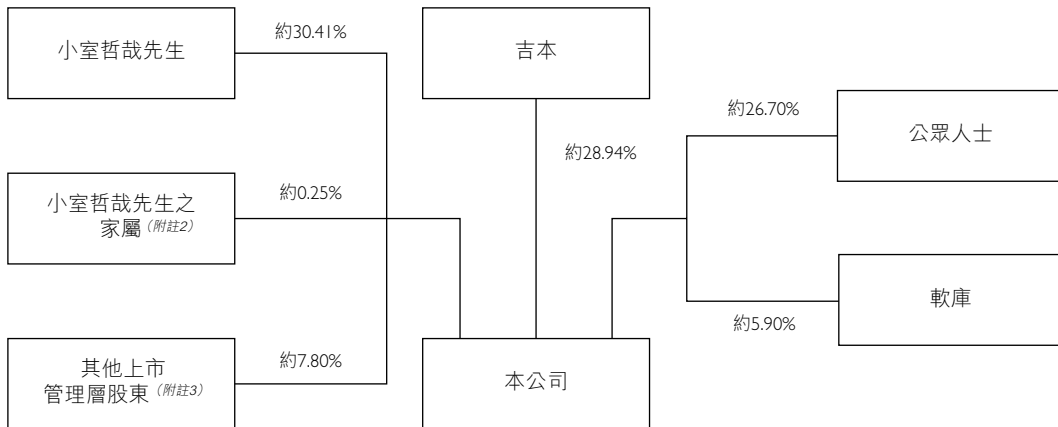 小室哲哉先生
約30.41%
吉本
約28.94%
約26.70%
公眾人士
小室哲哉先生之
家屬（附註2）
約0.25%
軟庫
約5.90%
其他上市
管理層股東（附註3）
約7.80%
本公司